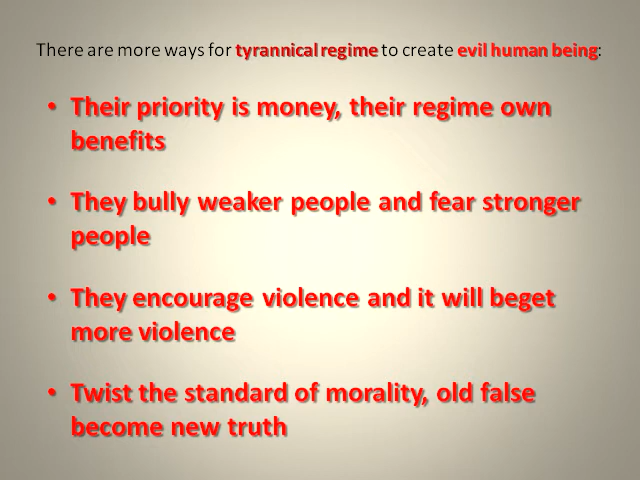 There are more ways for tyrannical regime to create evil human being:
• Their priority is money, their regime own
benefits
• They bully weaker people and fear stronger
people
• They encourage violence and it will beget
more violence
• Twist the standard of morality, old false
become new truth